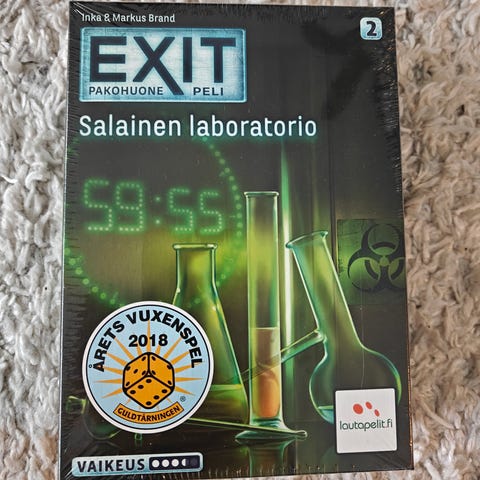 Inka & Markus Brand
2
EXIT
PAKOHUONE PELI
Salainen laboratorio
59:55
ÅRETS VUXENSPEL
2018
GULDTÄRNINGEN
®
lautapelit.fi
VAIKEUS